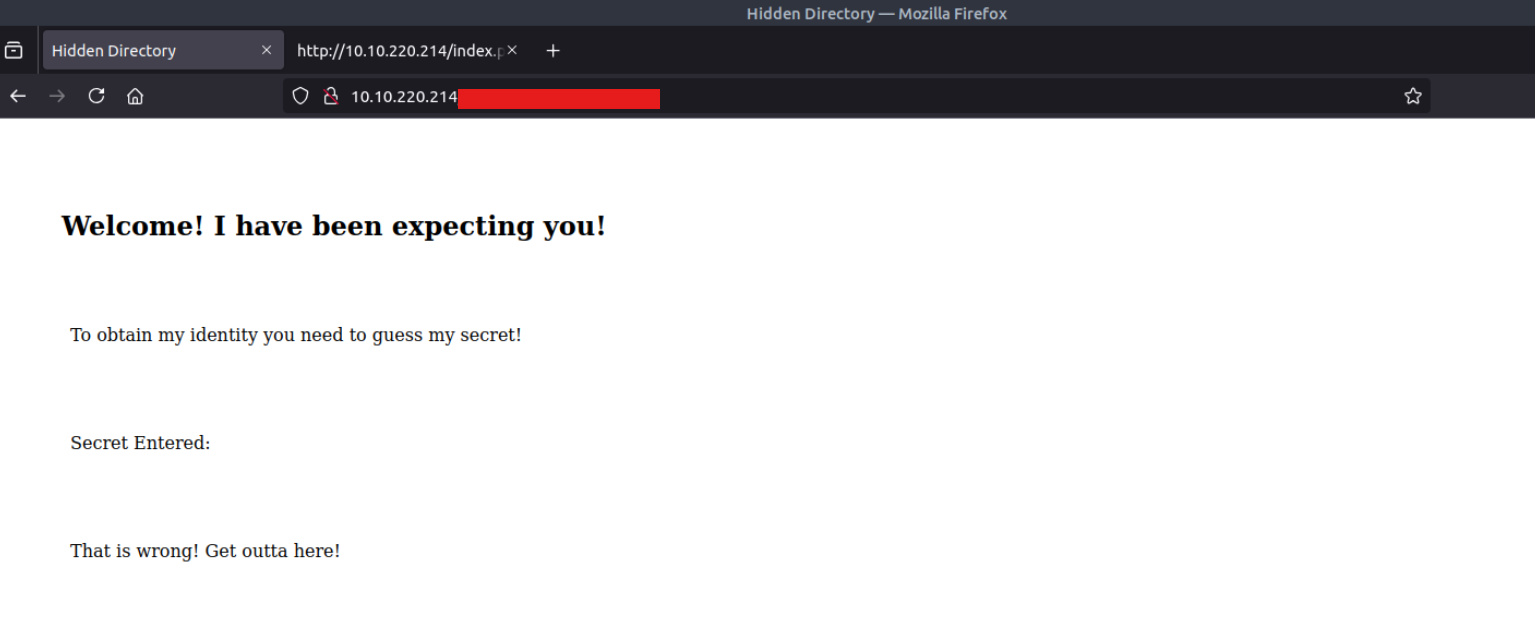 Hidden Directory — Mozilla Firefox
Hidden Directory
http://10.10.220.214/index.p
10.10.220.214
Welcome! I have been expecting you!
To obtain my identity you need to guess my secret!
Secret Entered:
That is wrong! Get outta here!